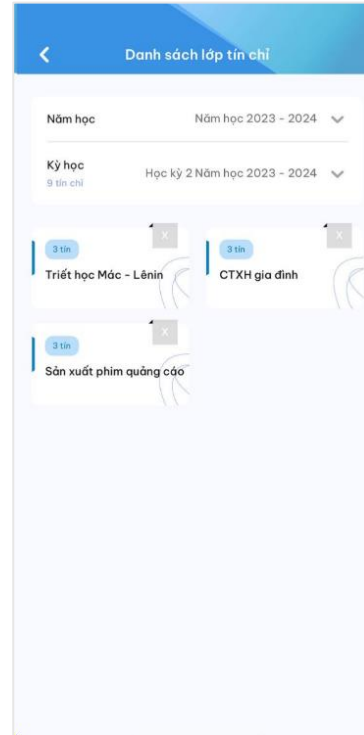 Danh sách lớp tín chỉ
Năm học Năm học 2023 - 2024
Kỳ học
9 tín chỉ
Học kỳ 2 Năm học 2023 - 2024
3 tín X
Triết học Mác - Lênin
3 tín X
CTXH gia đình
3 tín X
Sản xuất phim quảng cáo